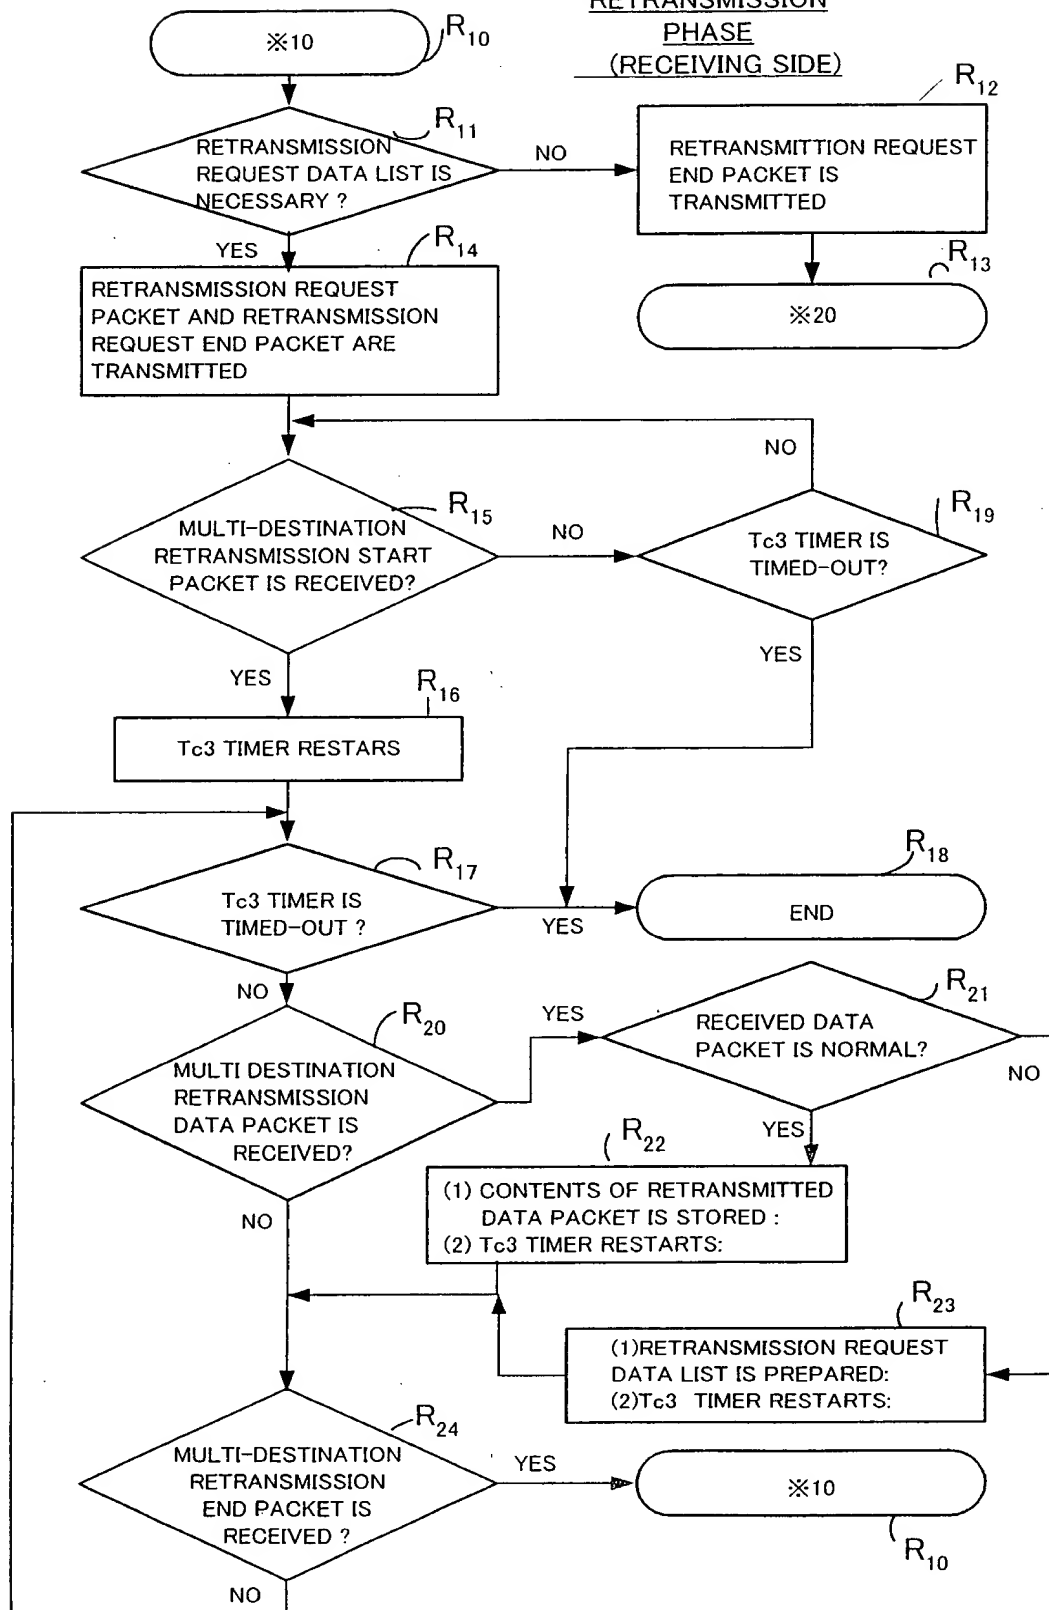 RETRANSMISSION
PHASE
(RECEIVING SIDE)
※10
R10
RETRANSMISSION
REQUEST DATA LIST IS
NECESSARY ?
R11
NO
YES
RETRANSMITTION REQUEST
END PACKET IS
TRANSMITTED
R12
※20
R13
RETRANSMISSION REQUEST
PACKET AND RETRANSMISSION
REQUEST END PACKET ARE
TRANSMITTED
R14
MULTI-DESTINATION
RETRANSMISSION START
PACKET IS RECEIVED?
R15
NO
YES
Tc3 TIMER IS
TIMED-OUT?
R19
NO
YES
Tc3 TIMER RESTARS
R16
Tc3 TIMER IS
TIMED-OUT ?
R17
YES
NO
END
R18
MULTI DESTINATION
RETRANSMISSION
DATA PACKET IS
RECEIVED?
R20
YES
NO
RECEIVED DATA
PACKET IS NORMAL?
R21
NO
YES
(1) CONTENTS OF RETRANSMITTED
DATA PACKET IS STORED :
(2) Tc3 TIMER RESTARTS:
R22
(1)RETRANSMISSION REQUEST
DATA LIST IS PREPARED:
(2)Tc3 TIMER RESTARTS:
R23
MULTI-DESTINATION
RETRANSMISSION
END PACKET IS
RECEIVED ?
R24
YES
NO
※10
R10